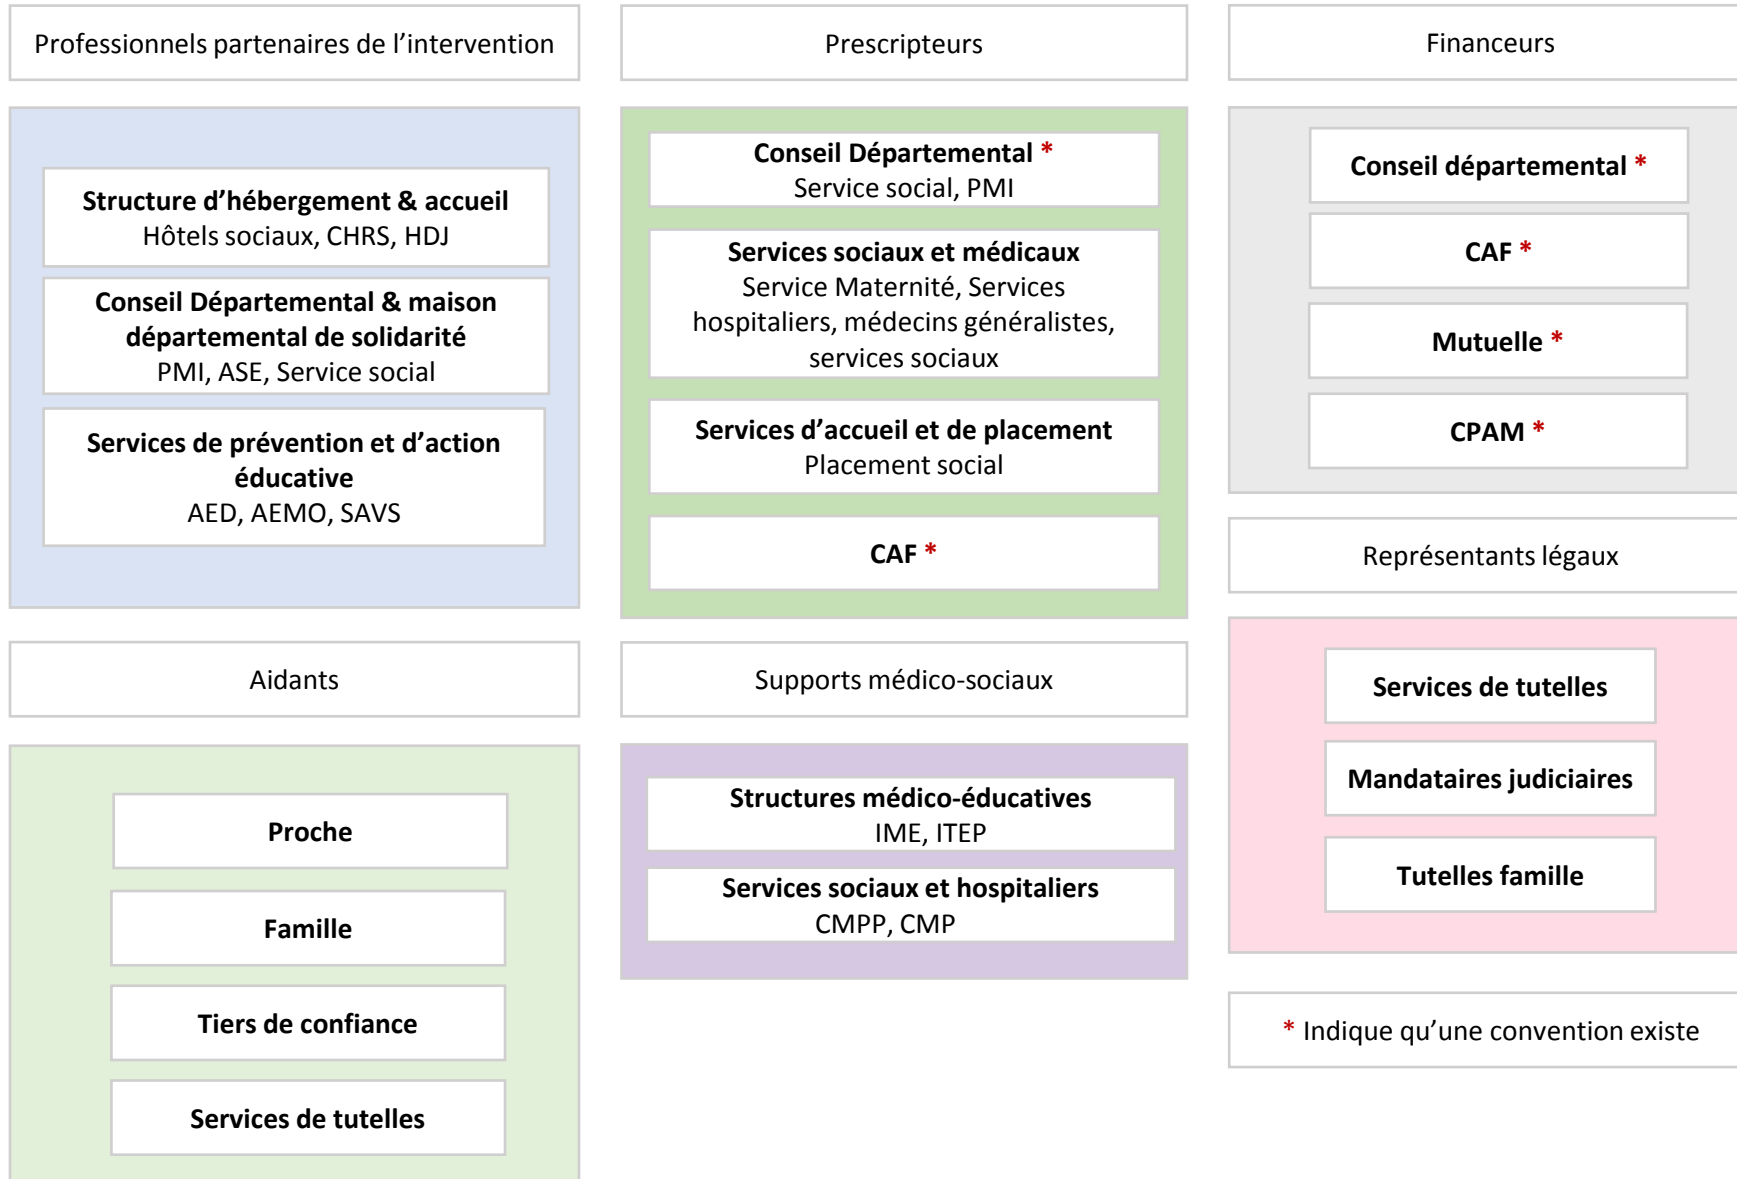 Professionnels partenaires de l’intervention
Structure d’hébergement & accueil
Hôtels sociaux, CHRS, HDJ
Conseil Départemental & maison
départemental de solidarité
PMI, ASE, Service social
Services de prévention et d’action
éducative
AED, AEMO, SAVS
Prescripteurs
Conseil Départemental *
Service social, PMI
Services sociaux et médicaux
Service Maternité, Services
hospitaliers, médecins généralistes,
services sociaux
Services d’accueil et de placement
Placement social
CAF *
Financeurs
Conseil départemental *
CAF *
Mutuelle *
CPAM *
Aidants
Proche
Famille
Tiers de confiance
Services de tutelles
Supports médico-sociaux
Structures médico-éducatives
IME, ITEP
Services sociaux et hospitaliers
CMPP, CMP
Représentants légaux
Services de tutelles
Mandataires judiciaires
Tutelles famille
* Indique qu’une convention existe